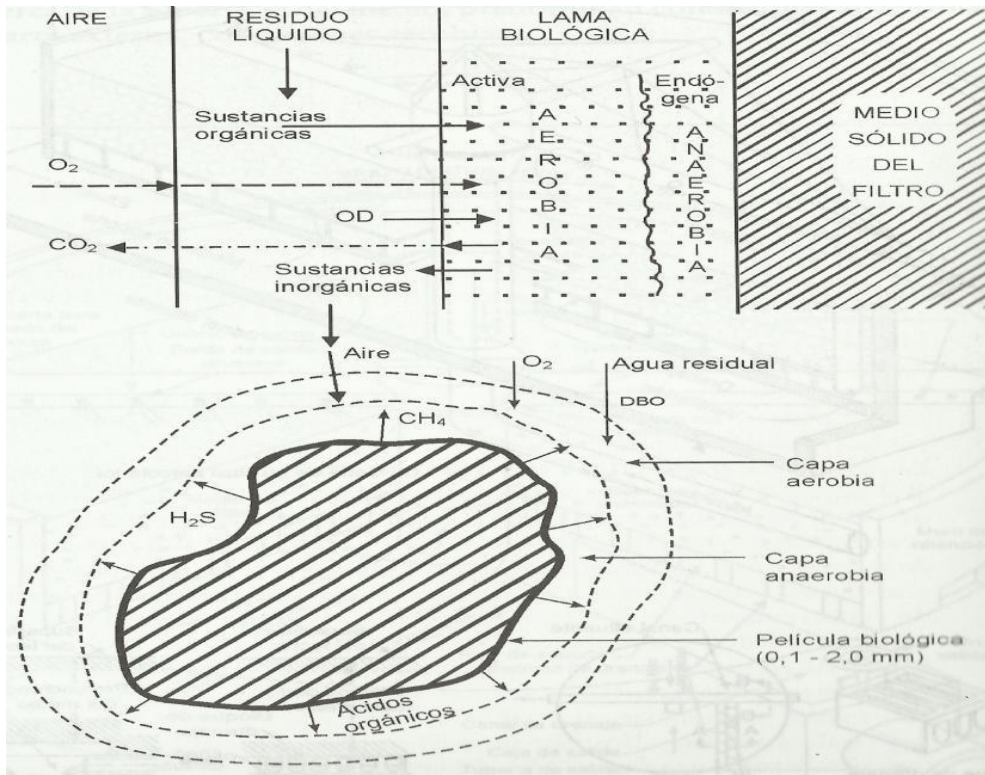 AIRE
RESIDUO
LÍQUIDO
LAMA
BIOLÓGICA
Activa
Endó-
gena
Sustancias
orgánicas
AEROBIA
ANAEROBIA
MEDIO
SÓLIDO
DEL
FILTRO
O₂
OD
CO₂
Sustancias
inorgánicas
Aire
O₂
Agua residual
DBO
CH₄
Capa
aerobia
H₂S
Capa
anaerobia
Película biológica
(0,1 - 2,0 mm)
Ácidos
orgánicos